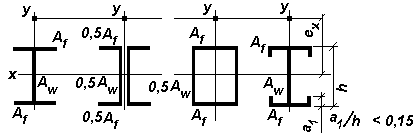 y y y y
A_f 0,5A_f A_f A_f e_x
x A_w 0,5A_w 0,5A_w A_w h
A_f 0,5A_f A_f A_f a_1 a_1/h < 0,15